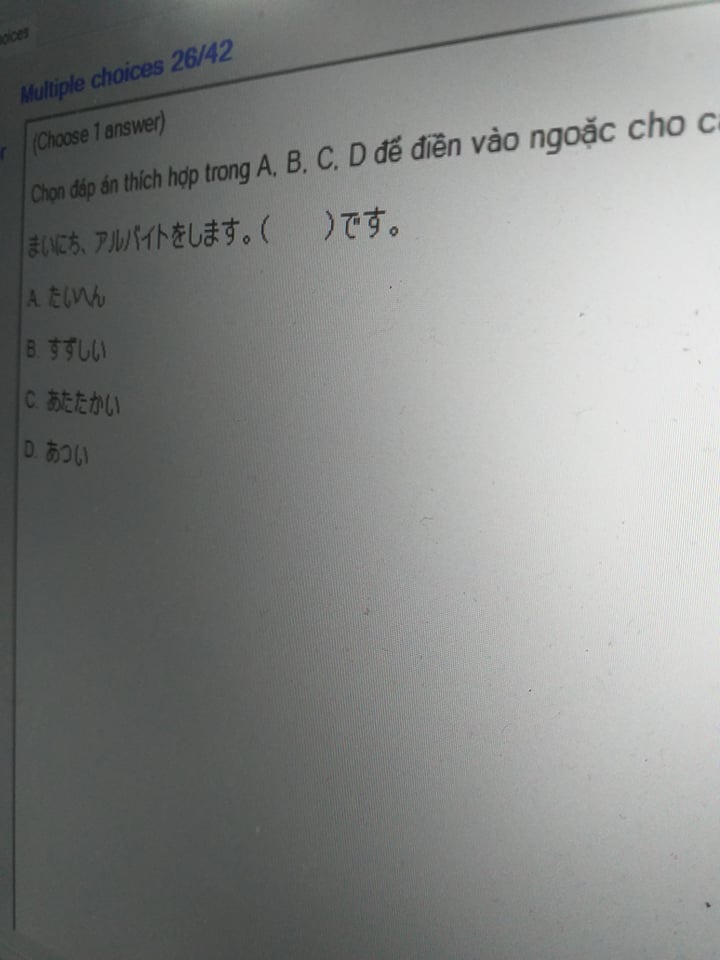 Multiple choices 26/42
(Choose 1 answer)
Chọn đáp án thích hợp trong A, B, C, D để điền vào ngoặc cho
まいにち、アルバイトをします。(　　)です。
A. たいへん
B. すずしい
C. あたたかい
D. あつい